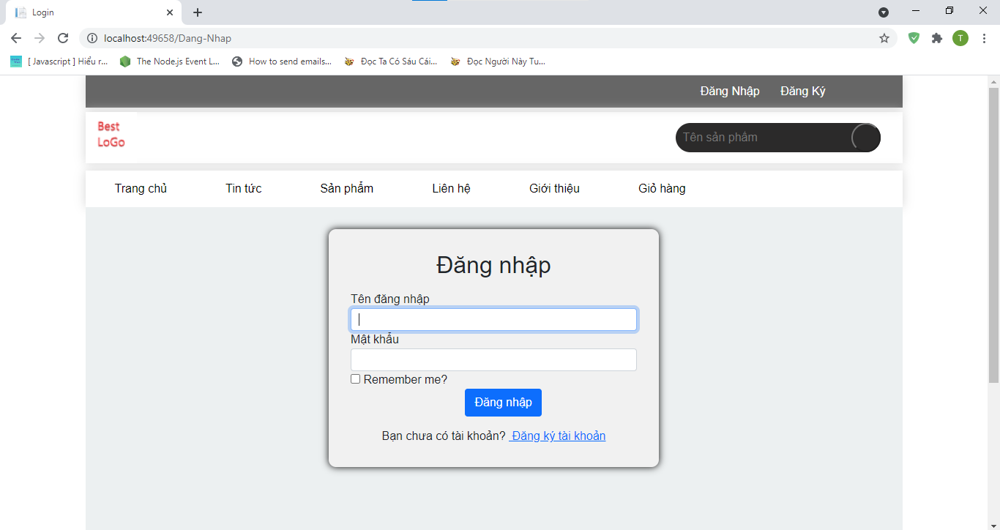 Login
localhost:49658/Dang-Nhap
T
[ Javascript ] Hiểu r...
The Node.js Event L...
How to send emails...
Đọc Ta Có Sáu Cái...
Đọc Người Này Tu...
Đăng Nhập
Đăng Ký
Best
LoGo
Tên sản phẩm
Trang chủ
Tin tức
Sản phẩm
Liên hệ
Giới thiệu
Giỏ hàng
Đăng nhập
Tên đăng nhập
Mật khẩu
Remember me?
Đăng nhập
Bạn chưa có tài khoản? Đăng ký tài khoản